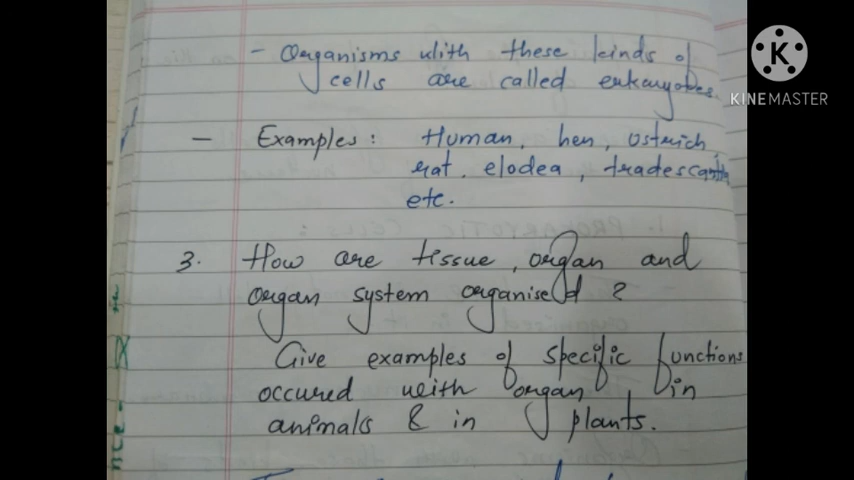 - Organisms with these kinds of
cells are called eukaryotes.
KINEMASTER
- Examples: Human, hen, ostrich,
rat, elodea, tradescantia
etc.
3. How are tissue, organ and
organ system organised ?
Give examples of specific functions
occured with organ in
animals & in plants.